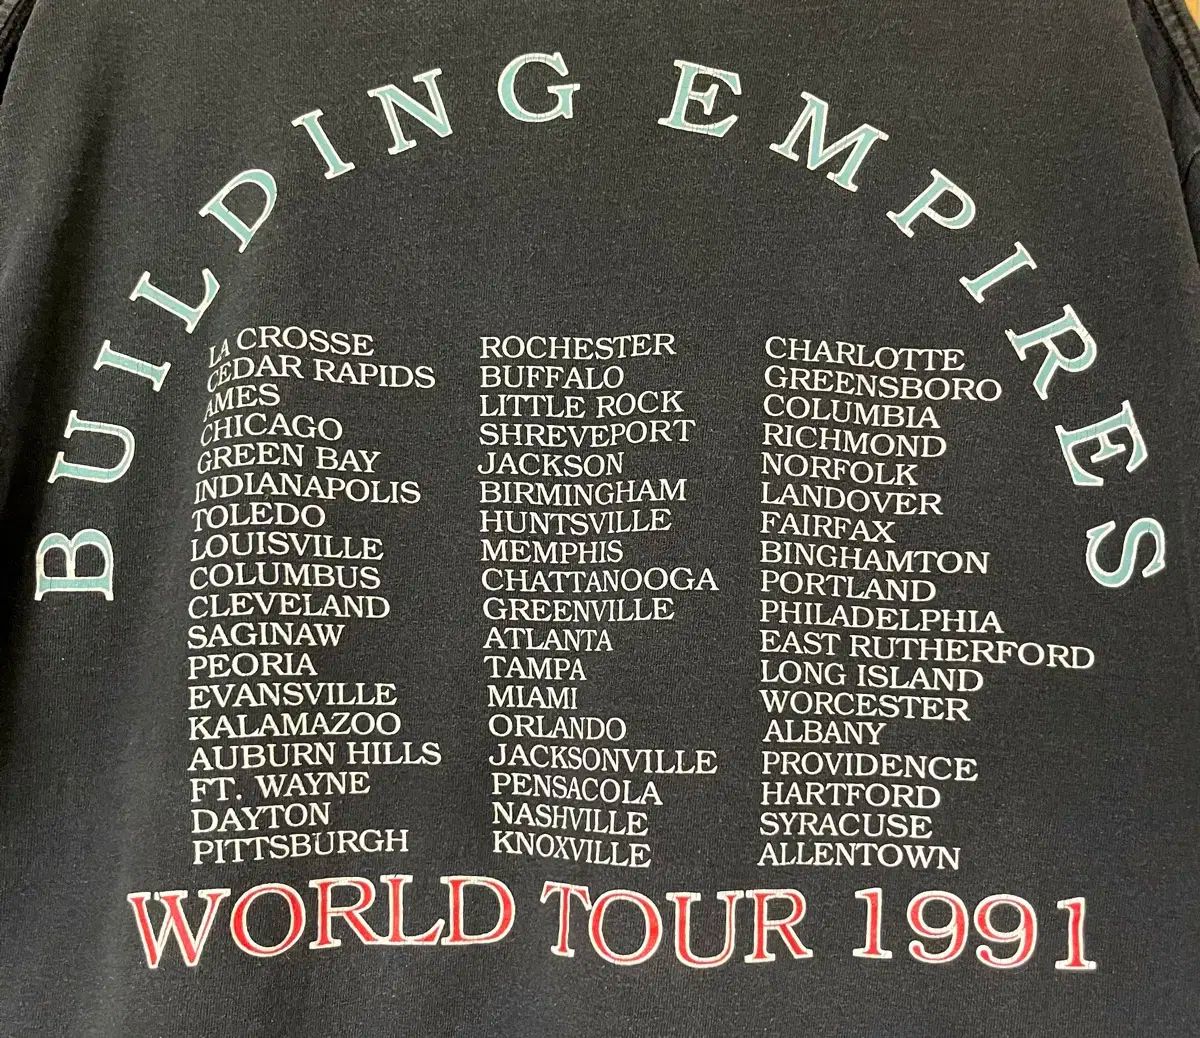 BUILDING EMPIRES
LA CROSSE
CEDAR RAPIDS
AMES
CHICAGO
GREEN BAY
INDIANAPOLIS
TOLEDO
LOUISVILLE
COLUMBUS
CLEVELAND
SAGINAW
PEORIA
EVANSVILLE
KALAMAZOO
AUBURN HILLS
FT. WAYNE
DAYTON
PITTSBURGH
ROCHESTER
BUFFALO
LITTLE ROCK
SHREVEPORT
JACKSON
BIRMINGHAM
HUNTSVILLE
MEMPHIS
CHATTANOOGA
GREENVILLE
ATLANTA
TAMPA
MIAMI
ORLANDO
JACKSONVILLE
PENSACOLA
NASHVILLE
KNOXVILLE
CHARLOTTE
GREENSBORO
COLUMBIA
RICHMOND
NORFOLK
LANDOVER
FAIRFAX
BINGHAMTON
PORTLAND
PHILADELPHIA
EAST RUTHERFORD
LONG ISLAND
WORCESTER
ALBANY
PROVIDENCE
HARTFORD
SYRACUSE
ALLENTOWN
WORLD TOUR 1991